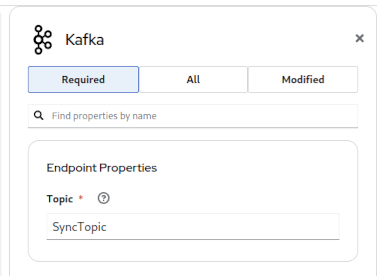 Kafka
Required All Modified
Find properties by name
Endpoint Properties
Topic *
SyncTopic